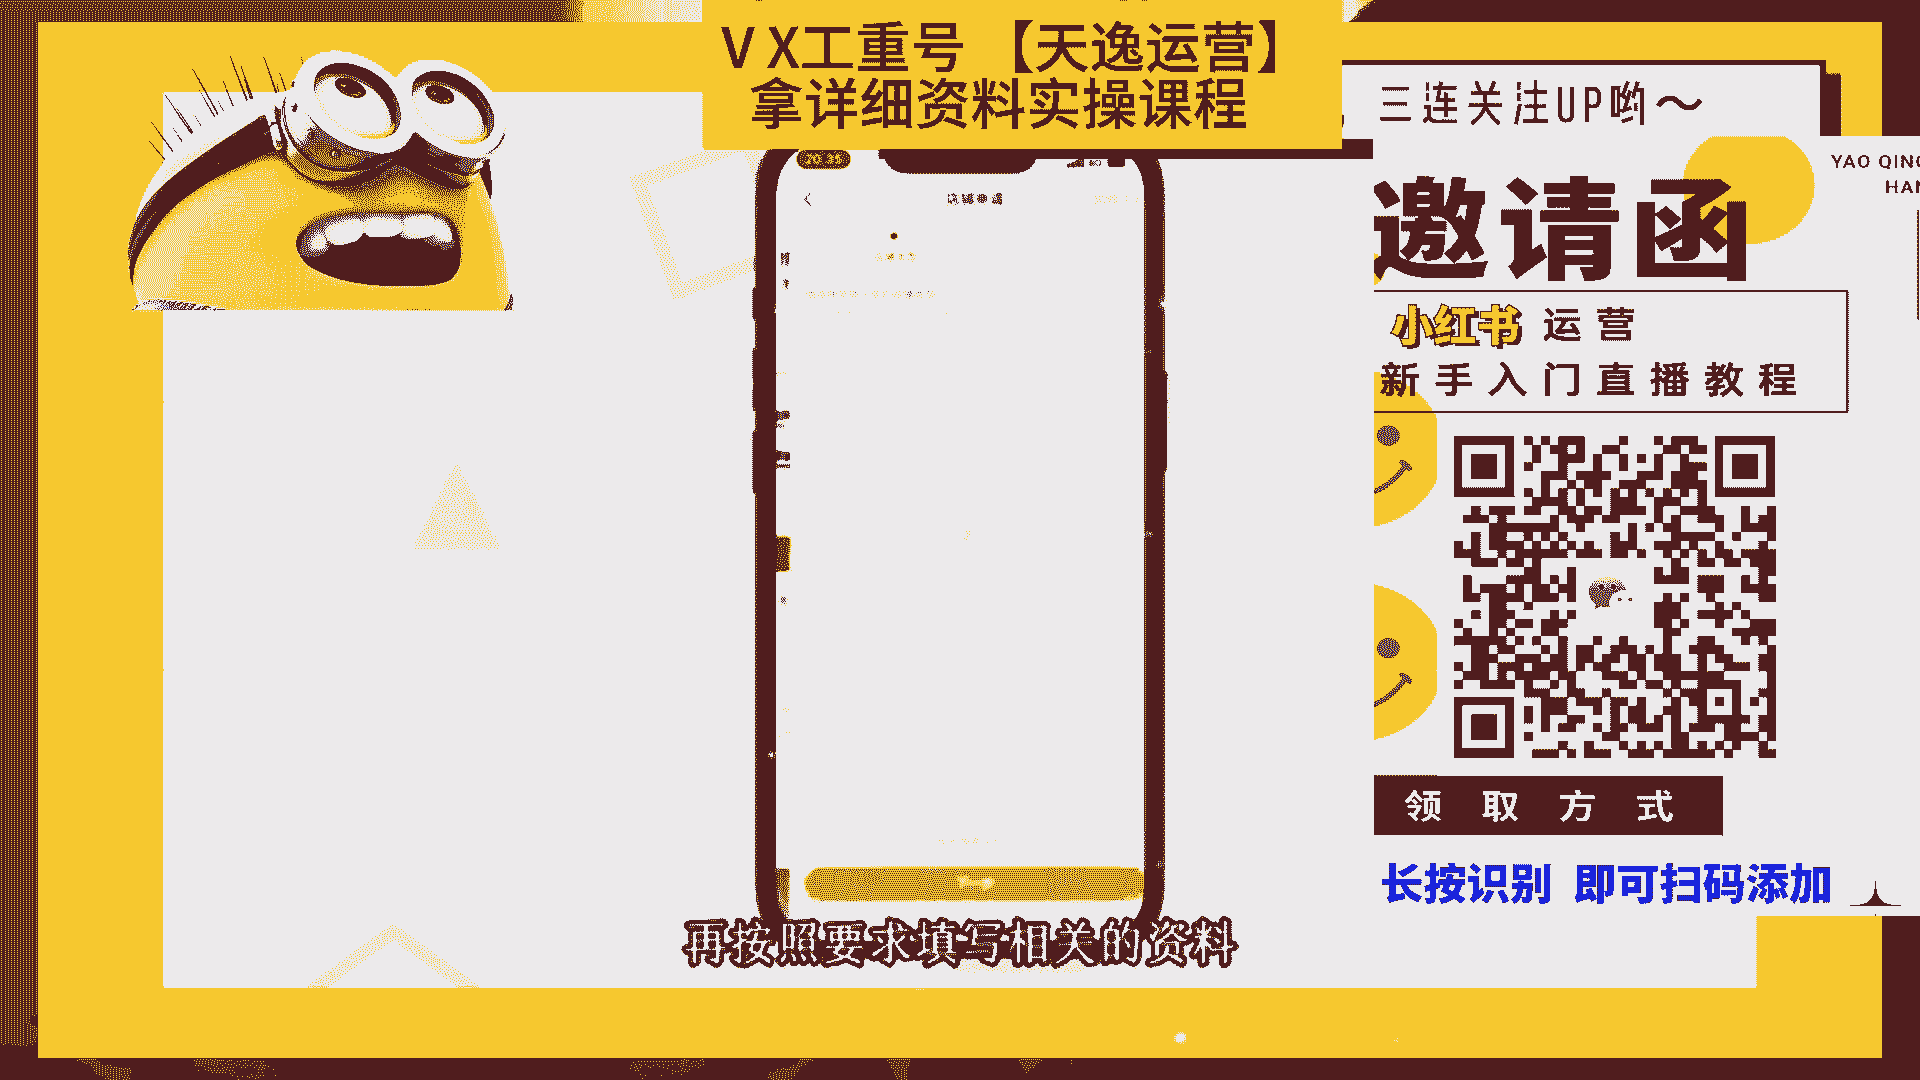 VX工重号 【天逸运营】
拿详细资料实操课程
三连关注UP哟～
YAO QING
HAN
邀请函
小红书 运营
新手入门直播教程
20:35
领取方式
长按识别 即可扫码添加
再按照要求填写相关的资料